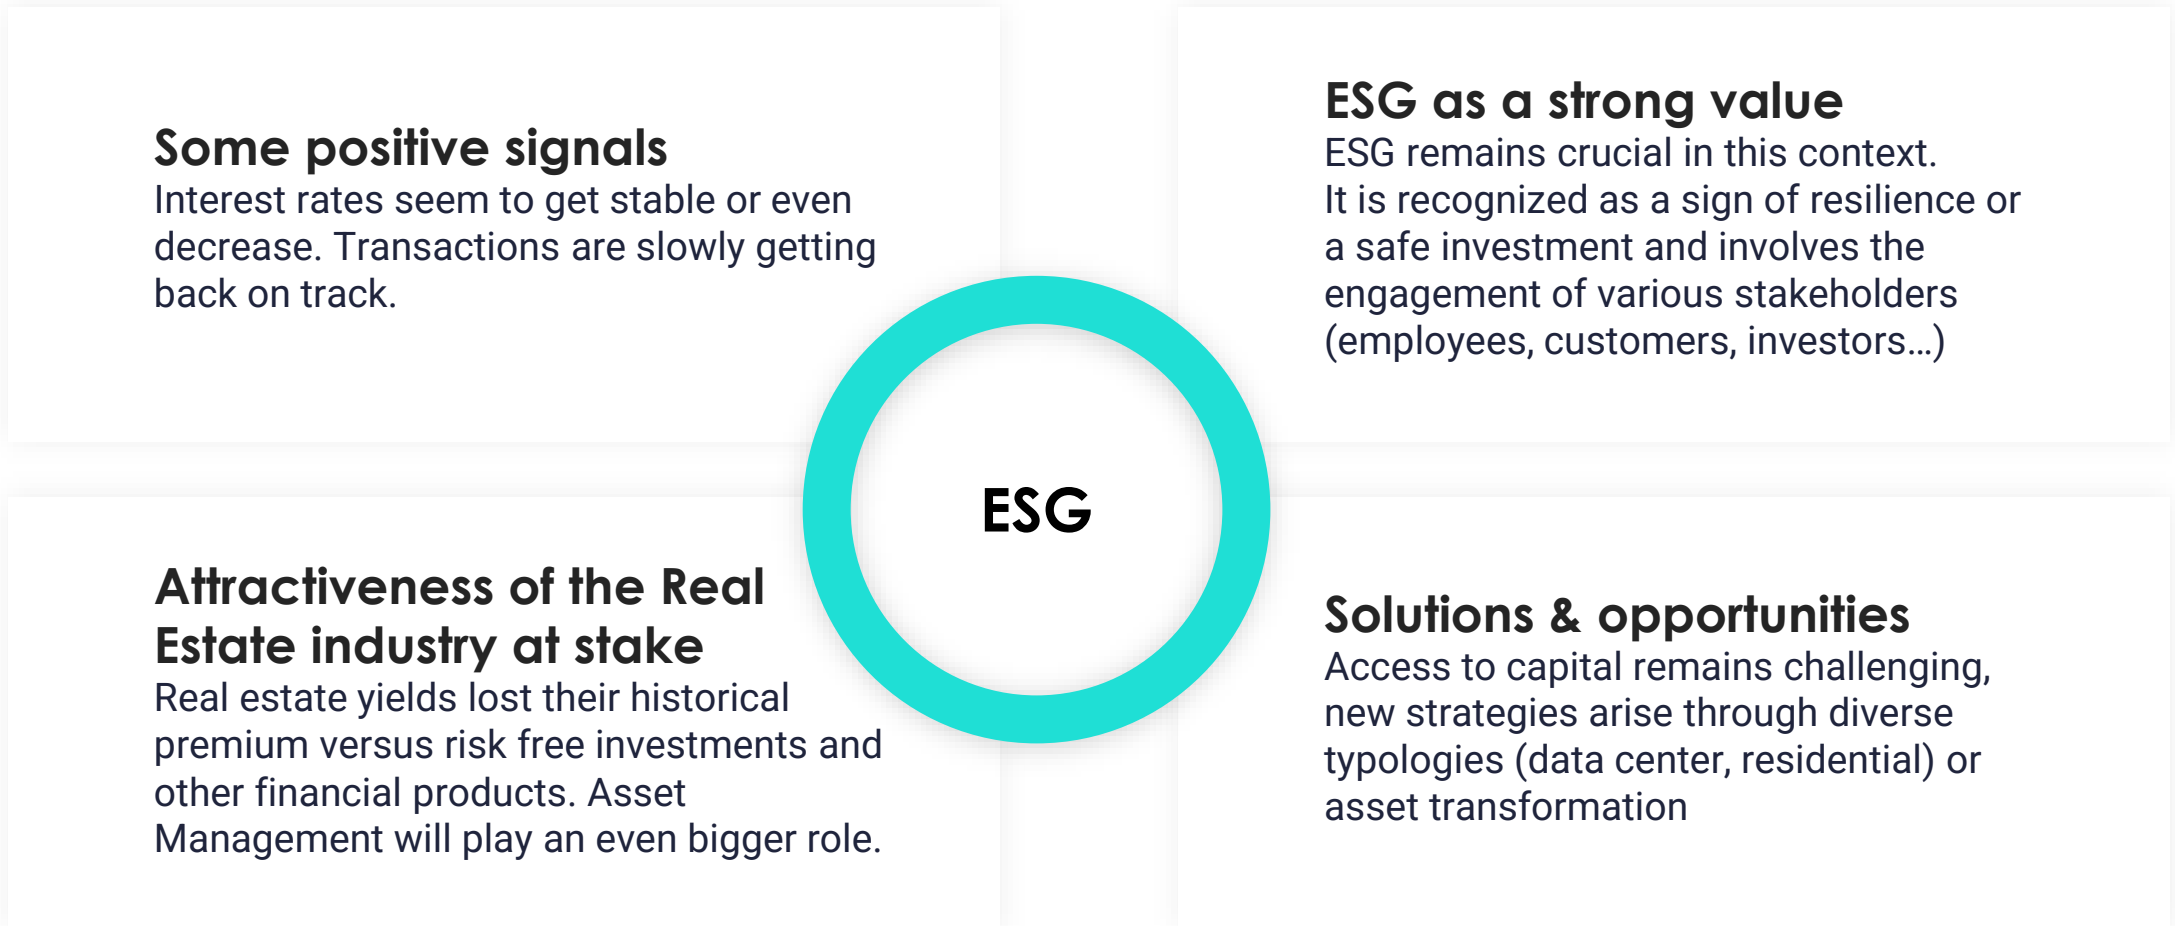 Some positive signals
Interest rates seem to get stable or even
decrease. Transactions are slowly getting
back on track.
ESG as a strong value
ESG remains crucial in this context.
It is recognized as a sign of resilience or
a safe investment and involves the
engagement of various stakeholders
(employees, customers, investors…)
ESG
Attractiveness of the Real
Estate industry at stake
Real estate yields lost their historical
premium versus risk free investments and
other financial products. Asset
Management will play an even bigger role.
Solutions & opportunities
Access to capital remains challenging,
new strategies arise through diverse
typologies (data center, residential) or
asset transformation